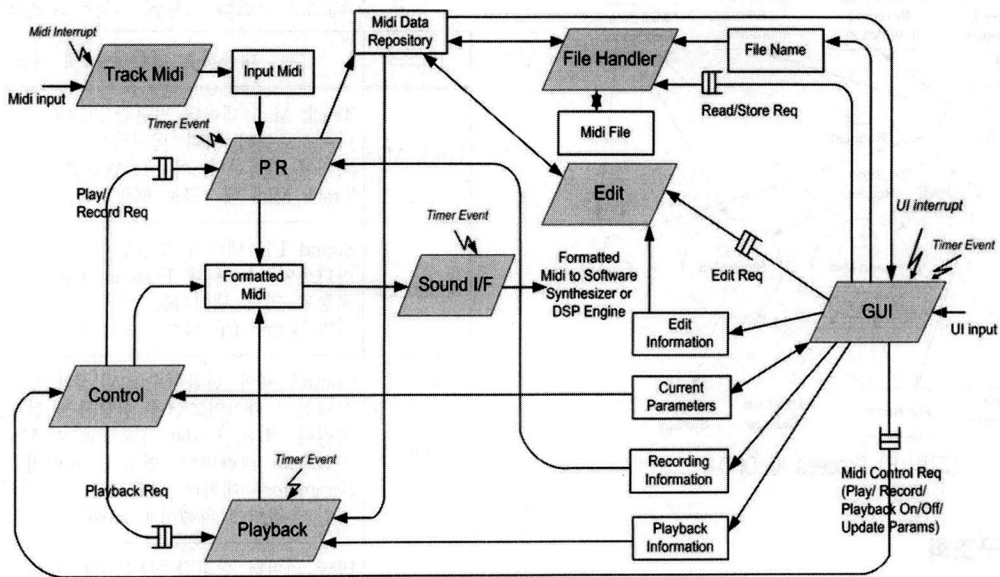 Midi Interrupt
Track Midi
Midi input
Input Midi
Midi Data
Repository
File Handler
File Name
Read/Store Req
Midi File
Timer Event
P R
Play/
Record Req
Edit
UI interrupt
Timer Event
Edit Req
Timer Event
Formatted
Midi
Sound I/F
Formatted
Midi to Software
Synthesizer or
DSP Engine
GUI
UI input
Edit
Information
Control
Current
Parameters
Timer Event
Playback Req
Playback
Recording
Information
Midi Control Req
(Play/ Record/
Playback On/Off/
Update Params)
Playback
Information